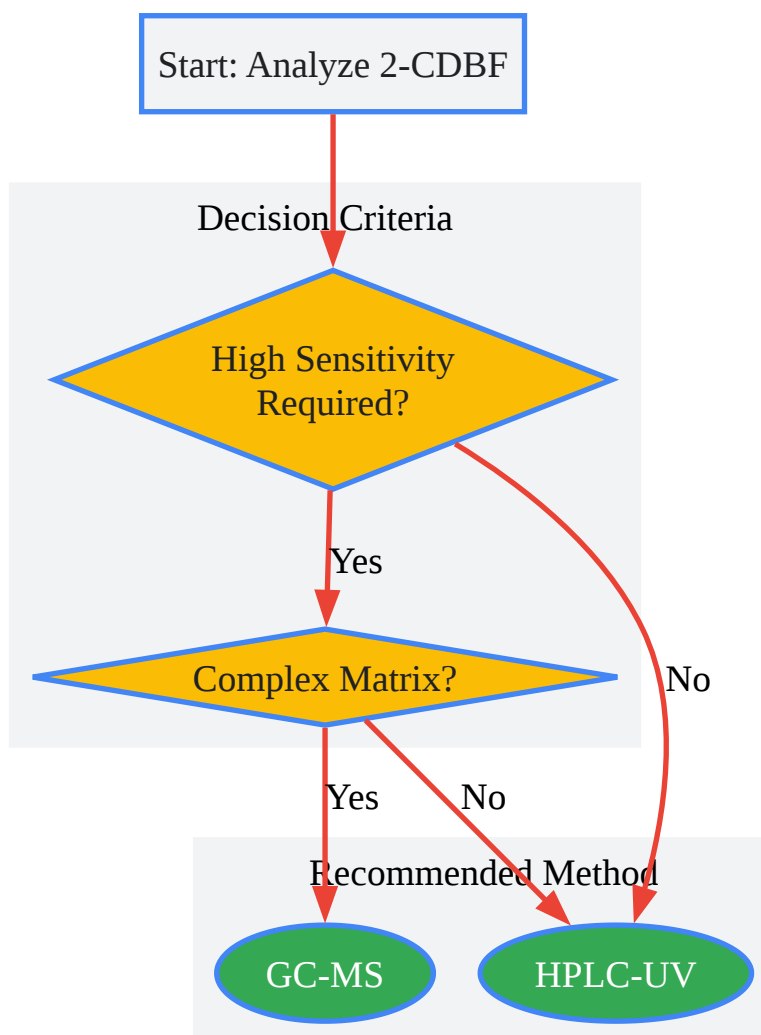 Start: Analyze 2-CDBF
Decision Criteria
High Sensitivity
Required?
Yes
Complex Matrix?
No
Yes
No
Recommended Method
GC-MS
HPLC-UV